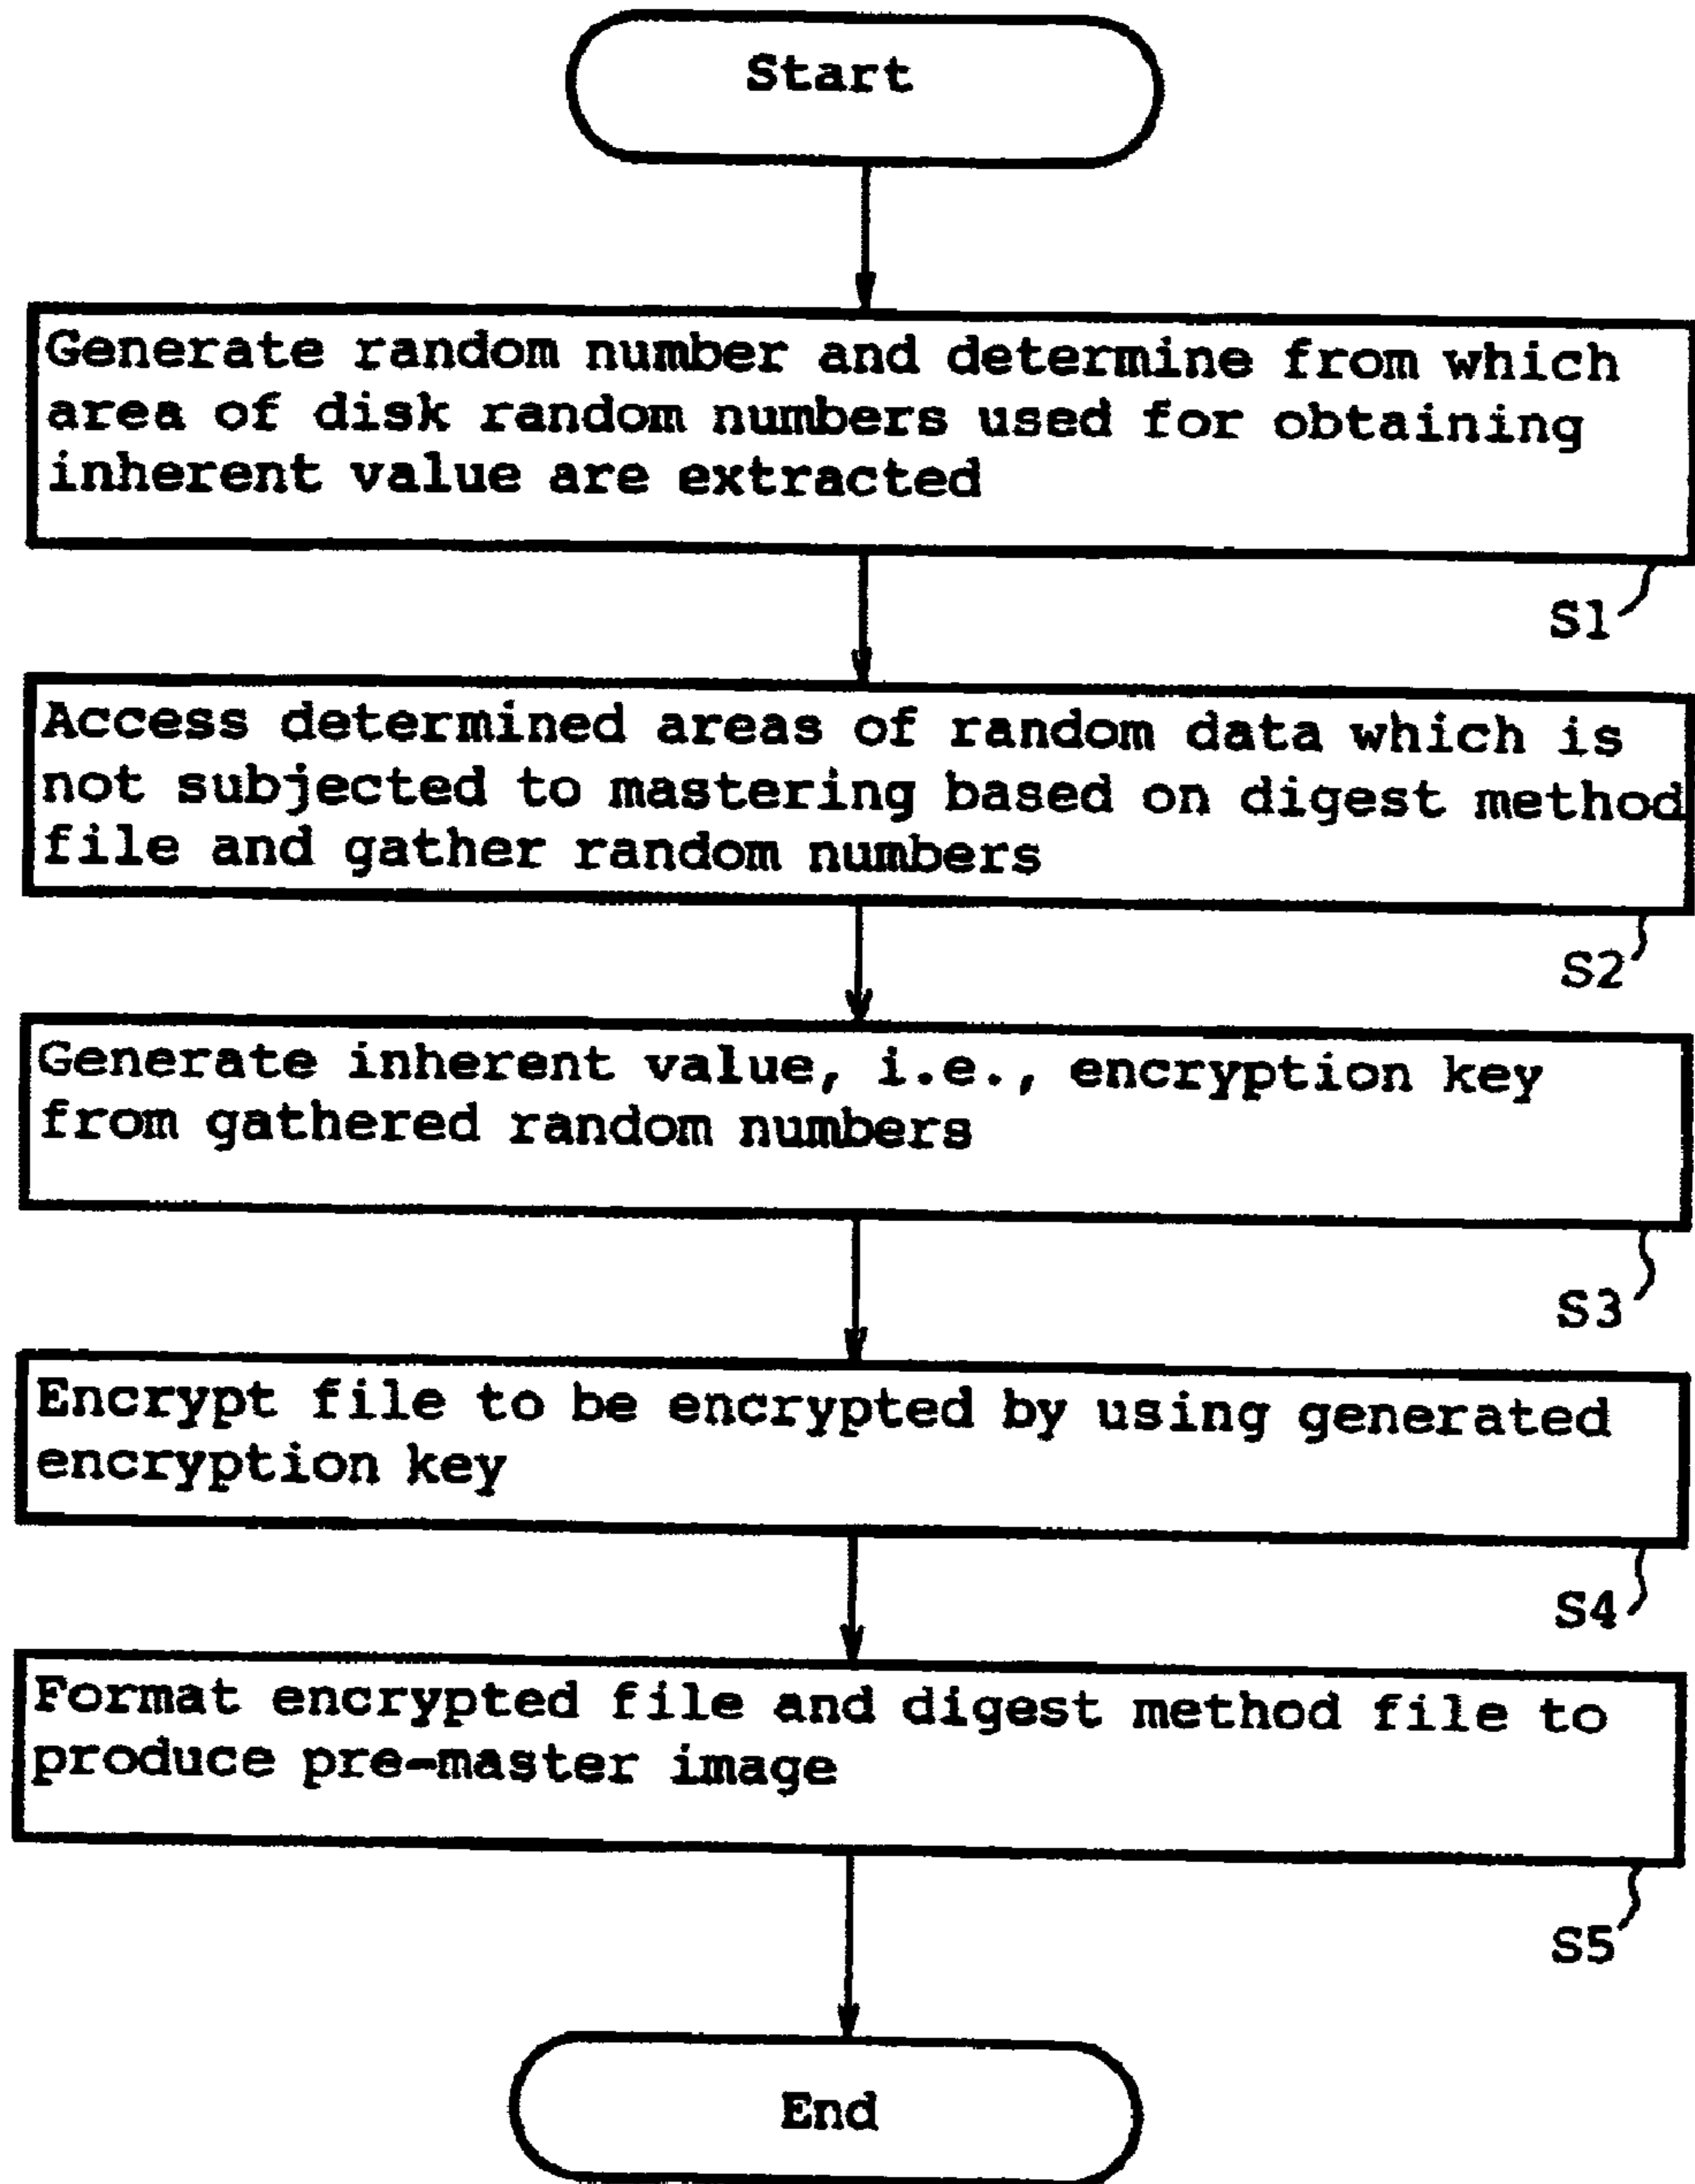 Start
Generate random number and determine from which
area of disk random numbers used for obtaining
inherent value are extracted
S1
Access determined areas of random data which is
not subjected to mastering based on digest method
file and gather random numbers
S2
Generate inherent value, i.e., encryption key
from gathered random numbers
S3
Encrypt file to be encrypted by using generated
encryption key
S4
Format encrypted file and digest method file to
produce pre-master image
S5
End